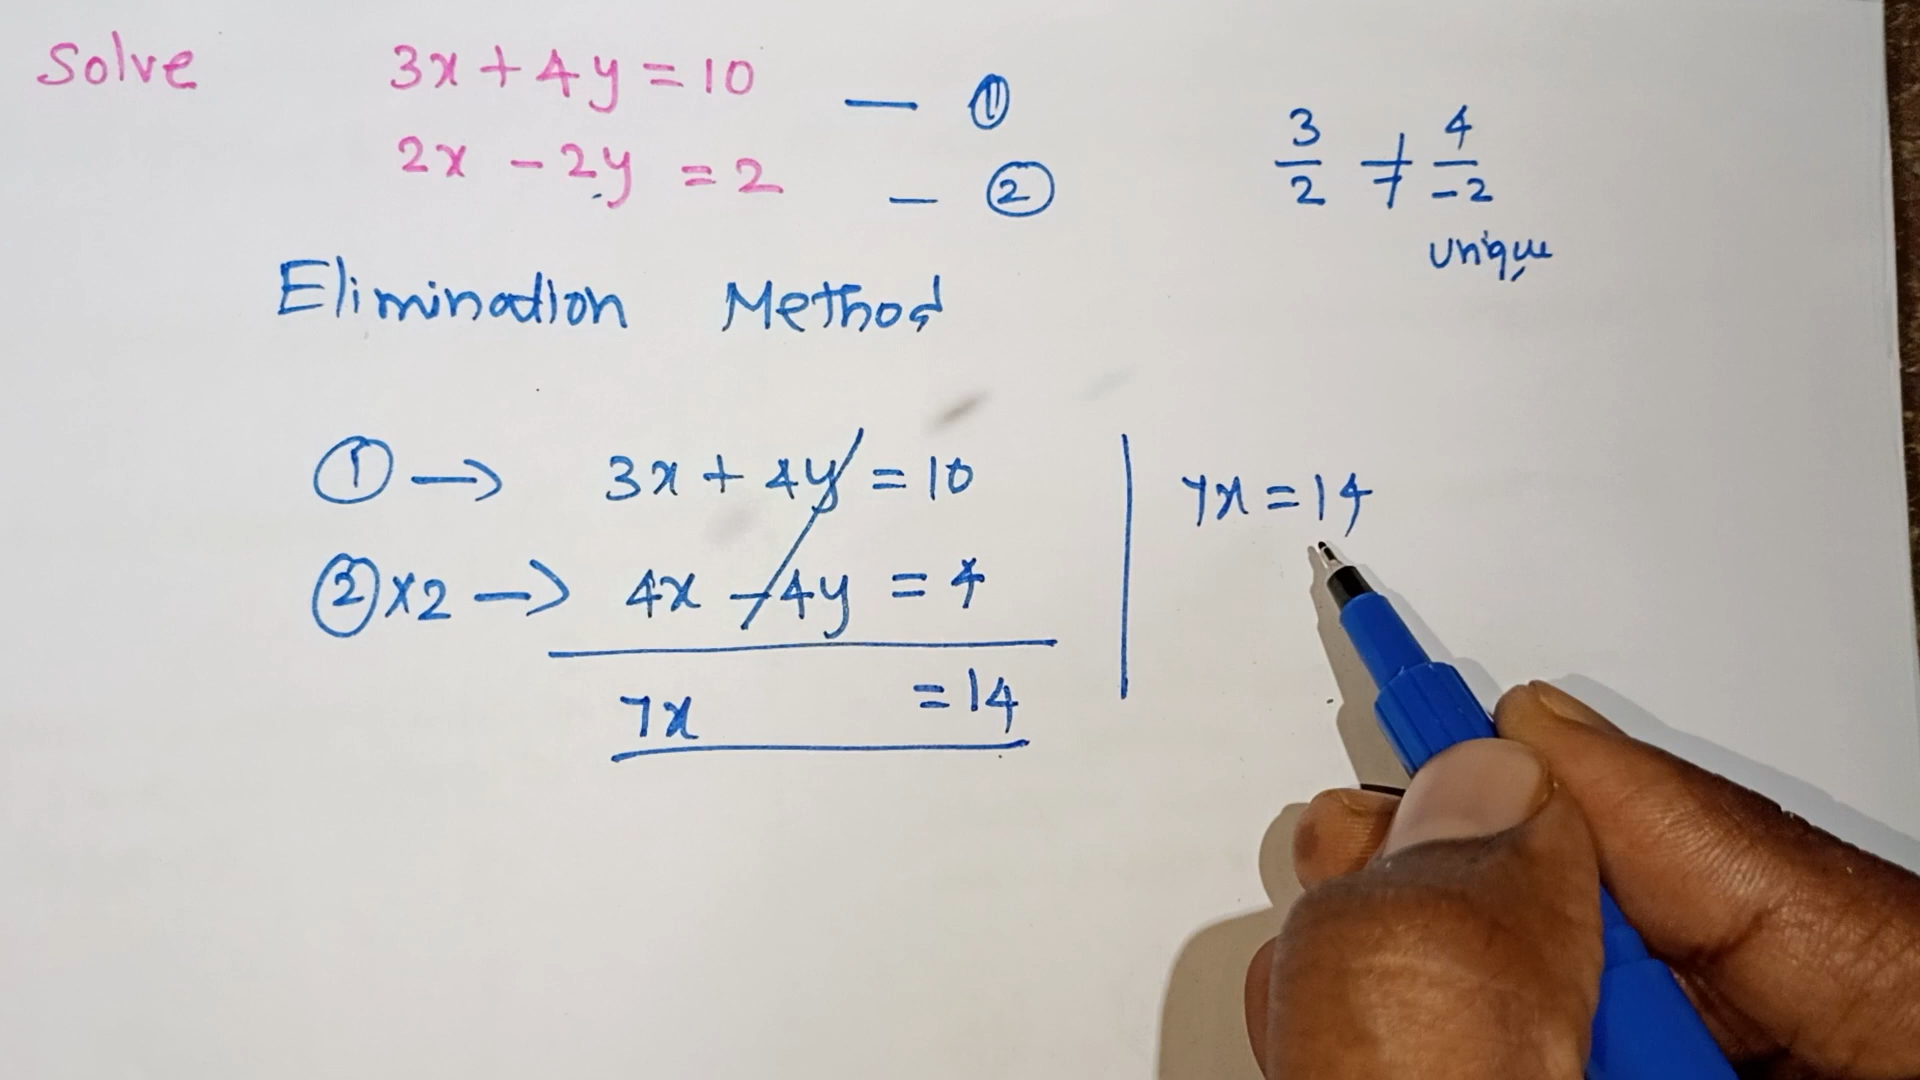 Solve 3x + 4y = 10 — ①
2x - 2y = 2 — ②
3/2 ≠ 4/-2
unique
Elimination Method
① → 3x + 4y = 10
② x2 → 4x - 4y = 4
7x = 14
7x = 14